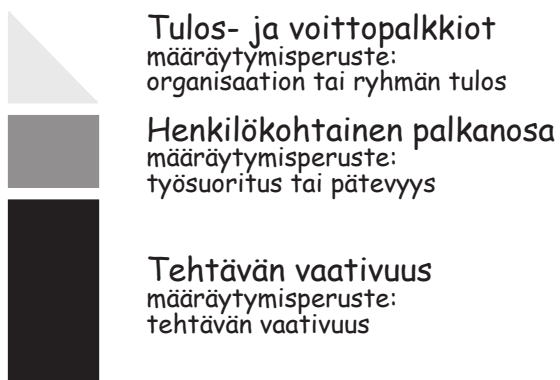 Tulos- ja voittopalkkiot
määräytymisperuste:
organisaation tai ryhmän tulos
Henkilökohtainen palkanosa
määräytymisperuste:
työsuoritus tai pätevyys
Tehtävän vaativuus
määräytymisperuste:
tehtävän vaativuus